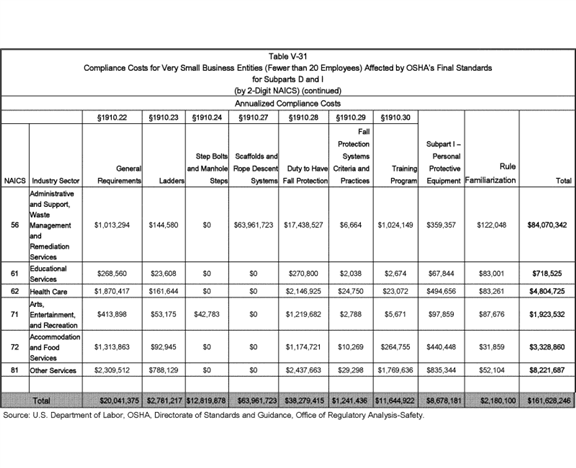 Table V-31
Compliance Costs for Very Small Business Entities (Fewer than 20 Employees) Affected by OSHA's Final Standards
for Subparts D and I
(by 2-Digit NAICS) (continued)
Annualized Compliance Costs
§1910.22 §1910.23 §1910.24 §1910.27 §1910.28 §1910.29 §1910.30
NAICS Industry Sector General Requirements Ladders Step Bolts and Manhole Steps Scaffolds and Rope Descent Systems Duty to Have Fall Protection Fall Protection Systems Criteria and Practices Training Program Subpart I – Personal Protective Equipment Rule Familiarization Total
56 Administrative and Support, Waste Management and Remediation Services $1,013,294 $144,580 $0 $63,961,723 $17,438,527 $6,664 $1,024,149 $359,357 $122,048 $84,070,342
61 Educational Services $268,560 $23,608 $0 $0 $270,800 $2,038 $2,674 $67,844 $83,001 $718,525
62 Health Care $1,870,417 $161,644 $0 $0 $2,146,925 $24,750 $23,072 $494,656 $83,261 $4,804,725
71 Arts, Entertainment, and Recreation $413,898 $53,175 $42,783 $0 $1,219,682 $2,788 $5,671 $97,859 $87,676 $1,923,532
72 Accommodation and Food Services $1,313,863 $92,945 $0 $0 $1,174,721 $10,269 $264,755 $440,448 $31,859 $3,328,860
81 Other Services $2,309,512 $788,129 $0 $0 $2,437,663 $29,298 $1,769,636 $835,344 $52,104 $8,221,687
Total $20,041,375 $2,781,217 $12,819,878 $63,961,723 $38,279,415 $1,241,436 $11,644,922 $8,678,181 $2,180,100 $161,628,246
Source: U.S. Department of Labor, OSHA, Directorate of Standards and Guidance, Office of Regulatory Analysis-Safety.